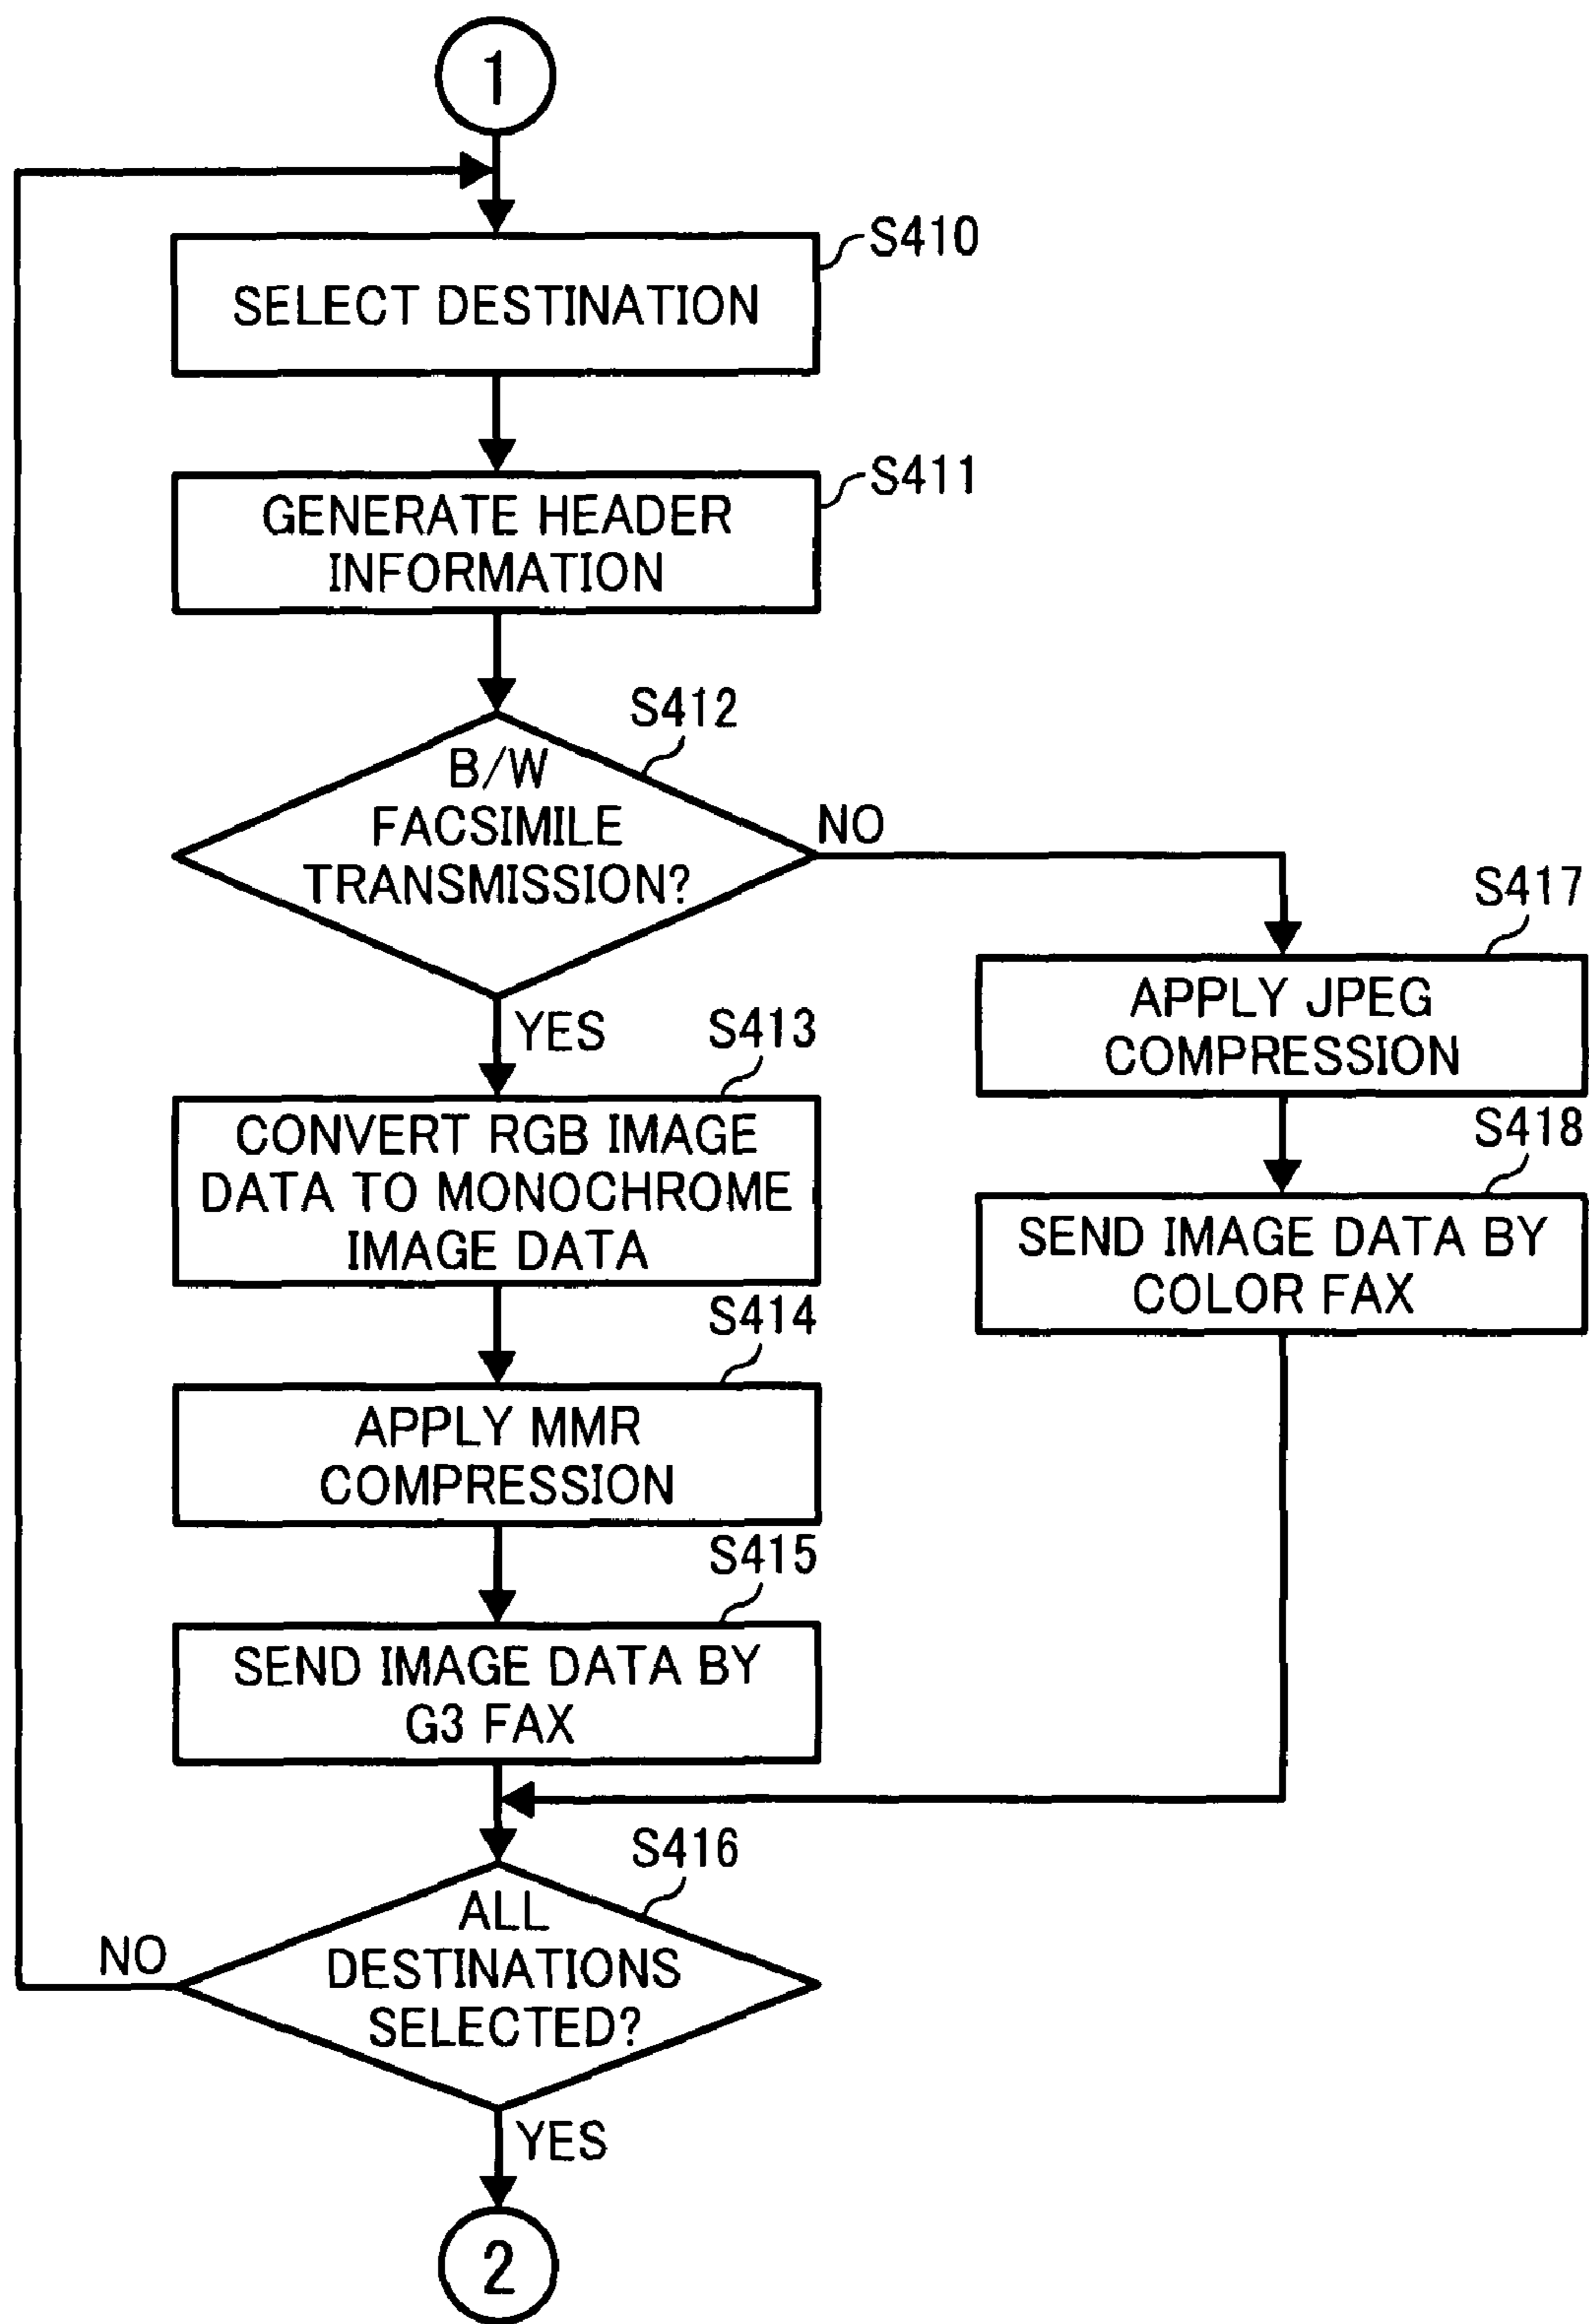 1
S410
SELECT DESTINATION
S411
GENERATE HEADER
INFORMATION
S412
B/W
FACSIMILE
TRANSMISSION?
NO
YES
S413
CONVERT RGB IMAGE
DATA TO MONOCHROME
IMAGE DATA
S414
APPLY MMR
COMPRESSION
S415
SEND IMAGE DATA BY
G3 FAX
S417
APPLY JPEG
COMPRESSION
S418
SEND IMAGE DATA BY
COLOR FAX
S416
ALL
DESTINATIONS
SELECTED?
NO
YES
2